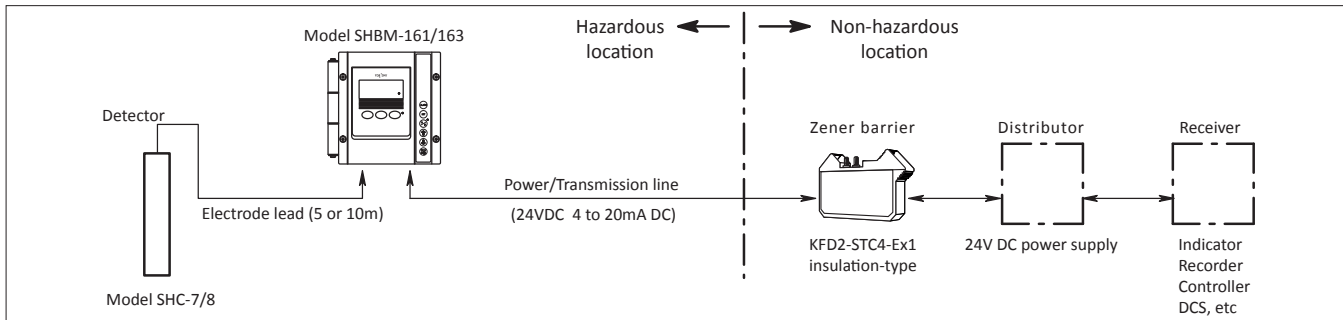 Model SHBM-161/163
Hazardous
location
Non-hazardous
location
Detector
Zener barrier
Distributor
Receiver
Electrode lead (5 or 10m)
Power/Transmission line
(24VDC 4 to 20mA DC)
KFD2-STC4-Ex1
insulation-type
24V DC power supply
Indicator
Recorder
Controller
DCS, etc
Model SHC-7/8